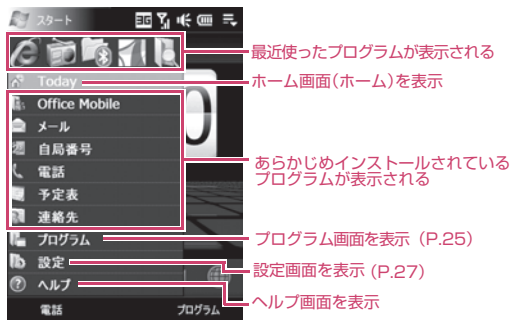 スタート
3G
最近使ったプログラムが表示される
Today
ホーム画面(ホーム)を表示
Office Mobile
メール
自局番号
電話
予定表
連絡先
あらかじめインストールされている
プログラムが表示される
プログラム
プログラム画面を表示(P.25)
設定
設定画面を表示(P.27)
ヘルプ
ヘルプ画面を表示
電話
プログラム